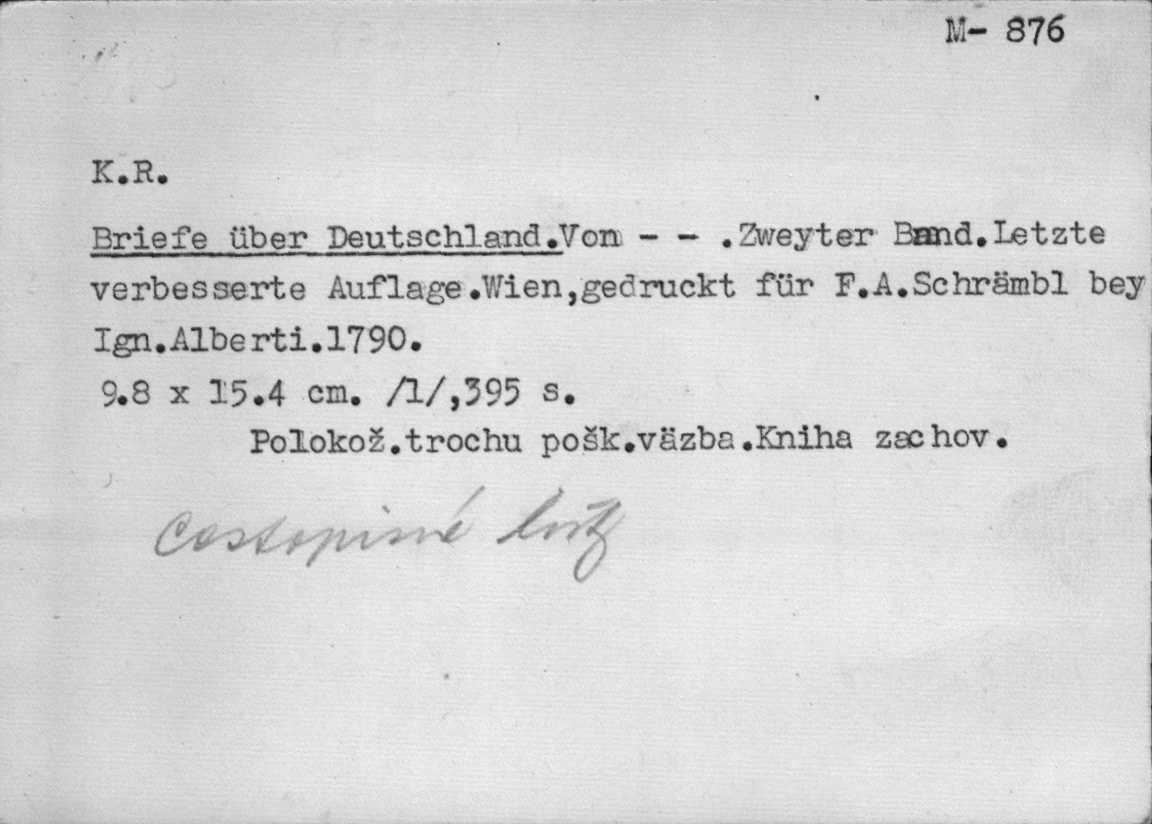 M- 876
K.R.
Briefe über Deutschland.Von - - .Zweyter Band.Letzte
verbesserte Auflage.Wien,gedruckt für F.A.Schrämbl bey
Ign.Alberti.1790.
9.8 x 15.4 cm. /1/,395 s.
Polokož.trochu pošk.väzba.Kniha zachov.
Cestopisné listy